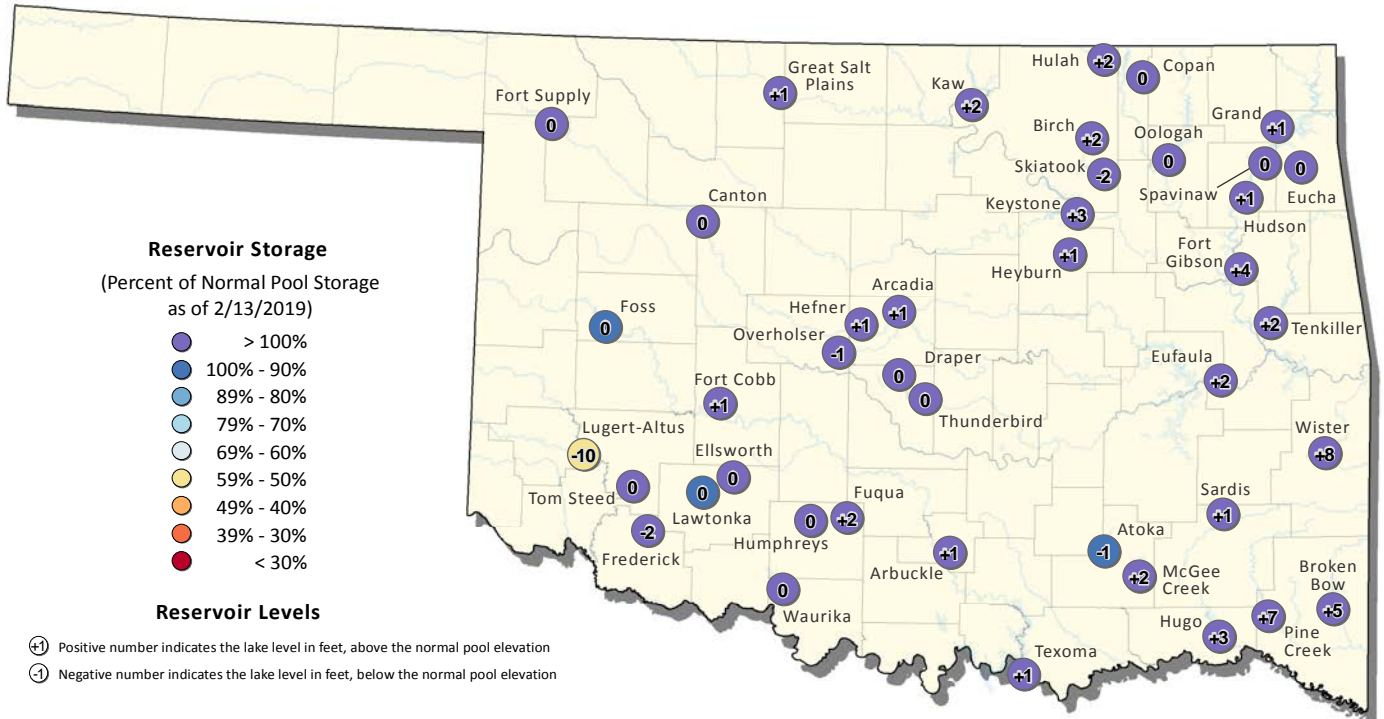 Hulah
+2
Copan
0
Great Salt
Plains
+1
Kaw
+2
Fort Supply
0
Grand
+1
Birch
+2
Oologah
0
Skiatook
-2
Spavinaw
0
0
Eucha
Canton
0
Keystone
+3
+1
Hudson
Heyburn
+1
Fort
Gibson
+4
Reservoir Storage
(Percent of Normal Pool Storage
as of 2/13/2019)
> 100%
100% - 90%
89% - 80%
79% - 70%
69% - 60%
59% - 50%
49% - 40%
39% - 30%
< 30%
Foss
0
Arcadia
+1
Hefner
+1
Overholser
-1
+2
Tenkiller
Draper
0
Eufaula
+2
Fort Cobb
+1
0
Thunderbird
Lugert-Altus
-10
Wister
+8
Ellsworth
0
Tom Steed
0
0
Lawtonka
Fuqua
+2
0
Humphreys
Sardis
+1
-2
Frederick
Atoka
-1
Arbuckle
+1
+2
McGee
Creek
Broken
Bow
+5
0
Waurika
Hugo
+3
+7
Pine
Creek
Texoma
+1
Reservoir Levels
+1 Positive number indicates the lake level in feet, above the normal pool elevation
-1 Negative number indicates the lake level in feet, below the normal pool elevation